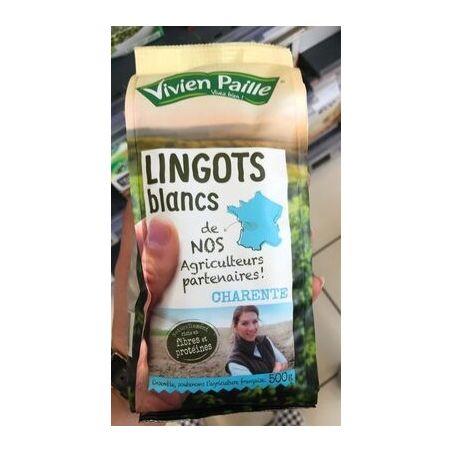 Vivien Paille
Vivez bien !
LINGOTS
blancs
de
NOS
Agriculteurs
partenaires!
CHARENTE
Naturellement
riche en
fibres et
protéines
Ensemble, soutenons l'agriculture française.
500g